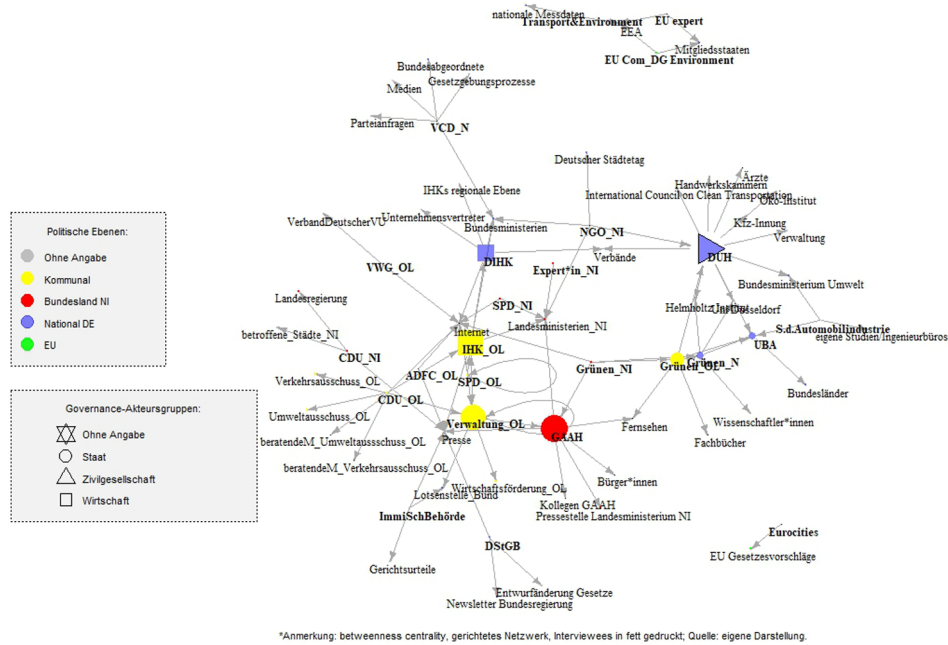 nationale Messdaten
Transport&Environment
EU expert
EEA
Mitgliedsstaaten
EU Com_DG Environment
Bundesabgeordnete
Gesetzgebungsprozesse
Medien
Parteianfragen
VCD_N
Deutscher Städtetag
Ärzte
Handwerkskammern
IHKs regionale Ebene
International Council on Clean Transportation
Öko-Institut
Unternehmensvertreter
VerbandDeutscherVU
Bundesministerien
Kfz-Innung
NGO_NI
Verwaltung
Politische Ebenen:
Ohne Angabe
Kommunal
Bundesland NI
National DE
EU
DIHK
Verbände
DUH
VWG_OL
Expert*in_NI
Bundesministerium Umwelt
Landesregierung
SPD_NI
Helmholtz Institut
Uni Düsseldorf
Internet
Landesministerien_NI
S.d.Automobilindustrie
betroffene_Städte_NI
eigene Studien/Ingenieurbüros
IHK_OL
UBA
CDU_NI
Grünen_NI
Grünen_OL
Grünen_N
ADFC_OL
SPD_OL
Verkehrsausschuss_OL
Bundesländer
CDU_OL
Governance-Akteursgruppen:
Ohne Angabe
Staat
Zivilgesellschaft
Wirtschaft
Umweltausschuss_OL
Verwaltung_OL
Fernsehen
Wissenschaftler*innen
beratendeM_Umweltaussschuss_OL
Presse
GAAH
Fachbücher
beratendeM_Verkehrsausschuss_OL
Bürger*innen
Wirtschaftsförderung_OL
Lotsenstelle_Bund
Kollegen GAAH
ImmiSchBehörde
Pressestelle Landesministerium NI
Eurocities
DStGB
EU Gesetzesvorschläge
Gerichtsurteile
Entwurfänderung Gesetze
Newsletter Bundesregierung
*Anmerkung: betweenness centrality, gerichtetes Netzwerk, Interviewees in fett gedruckt; Quelle: eigene Darstellung.